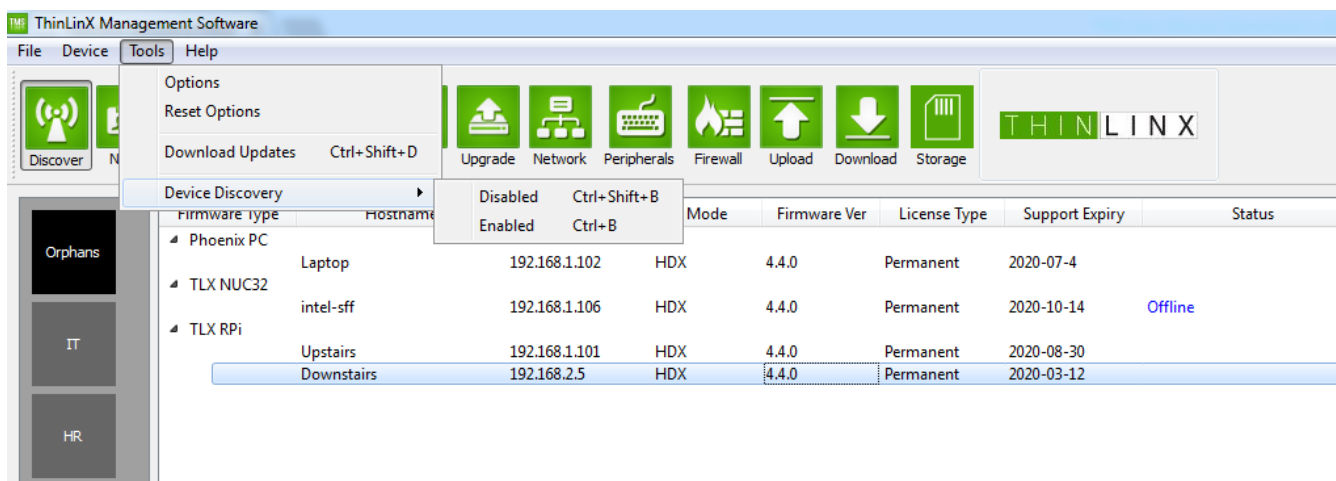 TMS ThinLinX Management Software
File Device Tools Help
Options
Reset Options
Download Updates Ctrl+Shift+D
Device Discovery
Disabled Ctrl+Shift+B
Enabled Ctrl+B
Discover N Upgrade Network Peripherals Firewall Upload Download Storage
THINLINX
Firmware Type Hostname Mode Firmware Ver License Type Support Expiry Status
Orphans
IT
HR
Phoenix PC
Laptop 192.168.1.102 HDX 4.4.0 Permanent 2020-07-4
TLX NUC32
intel-sff 192.168.1.106 HDX 4.4.0 Permanent 2020-10-14 Offline
TLX RPi
Upstairs 192.168.1.101 HDX 4.4.0 Permanent 2020-08-30
Downstairs 192.168.2.5 HDX 4.4.0 Permanent 2020-03-12